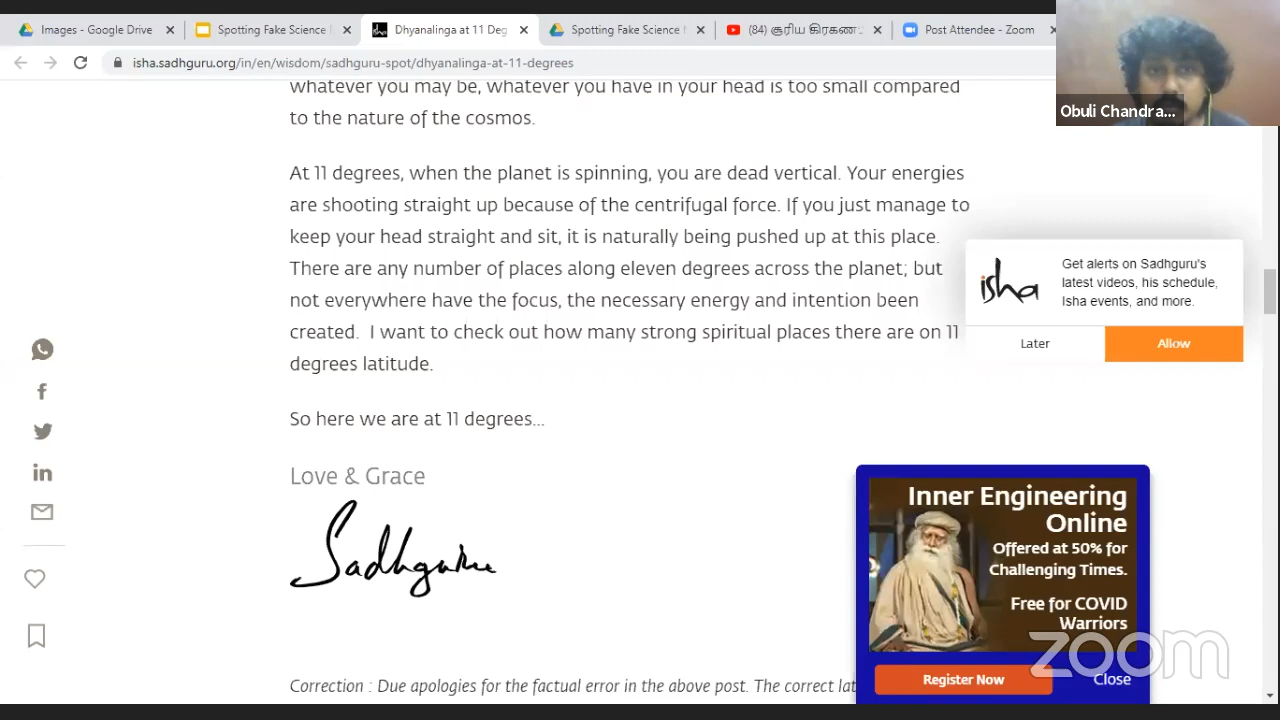 Images - Google Drive
Spotting Fake Science
Dhyanalinga at 11 Deg
Spotting Fake Science
(84) சூரிய கிரகண
Post Attendee - Zoom
isha.sadhguru.org/in/en/wisdom/sadhguru-spot/dhyanalinga-at-11-degrees
Obuli Chandra...
whatever you may be, whatever you have in your head is too small compared
to the nature of the cosmos.
At 11 degrees, when the planet is spinning, you are dead vertical. Your energies
are shooting straight up because of the centrifugal force. If you just manage to
keep your head straight and sit, it is naturally being pushed up at this place.
There are any number of places along eleven degrees across the planet; but
not everywhere have the focus, the necessary energy and intention been
created. I want to check out how many strong spiritual places there are on 11
degrees latitude.
So here we are at 11 degrees...
Love & Grace
Sadhguru
Correction : Due apologies for the factual error in the above post. The correct lat
isha
Get alerts on Sadhguru's
latest videos, his schedule,
Isha events, and more.
Later
Allow
Inner Engineering
Online
Offered at 50% for
Challenging Times.
Free for COVID
Warriors
Register Now
Close
zoom